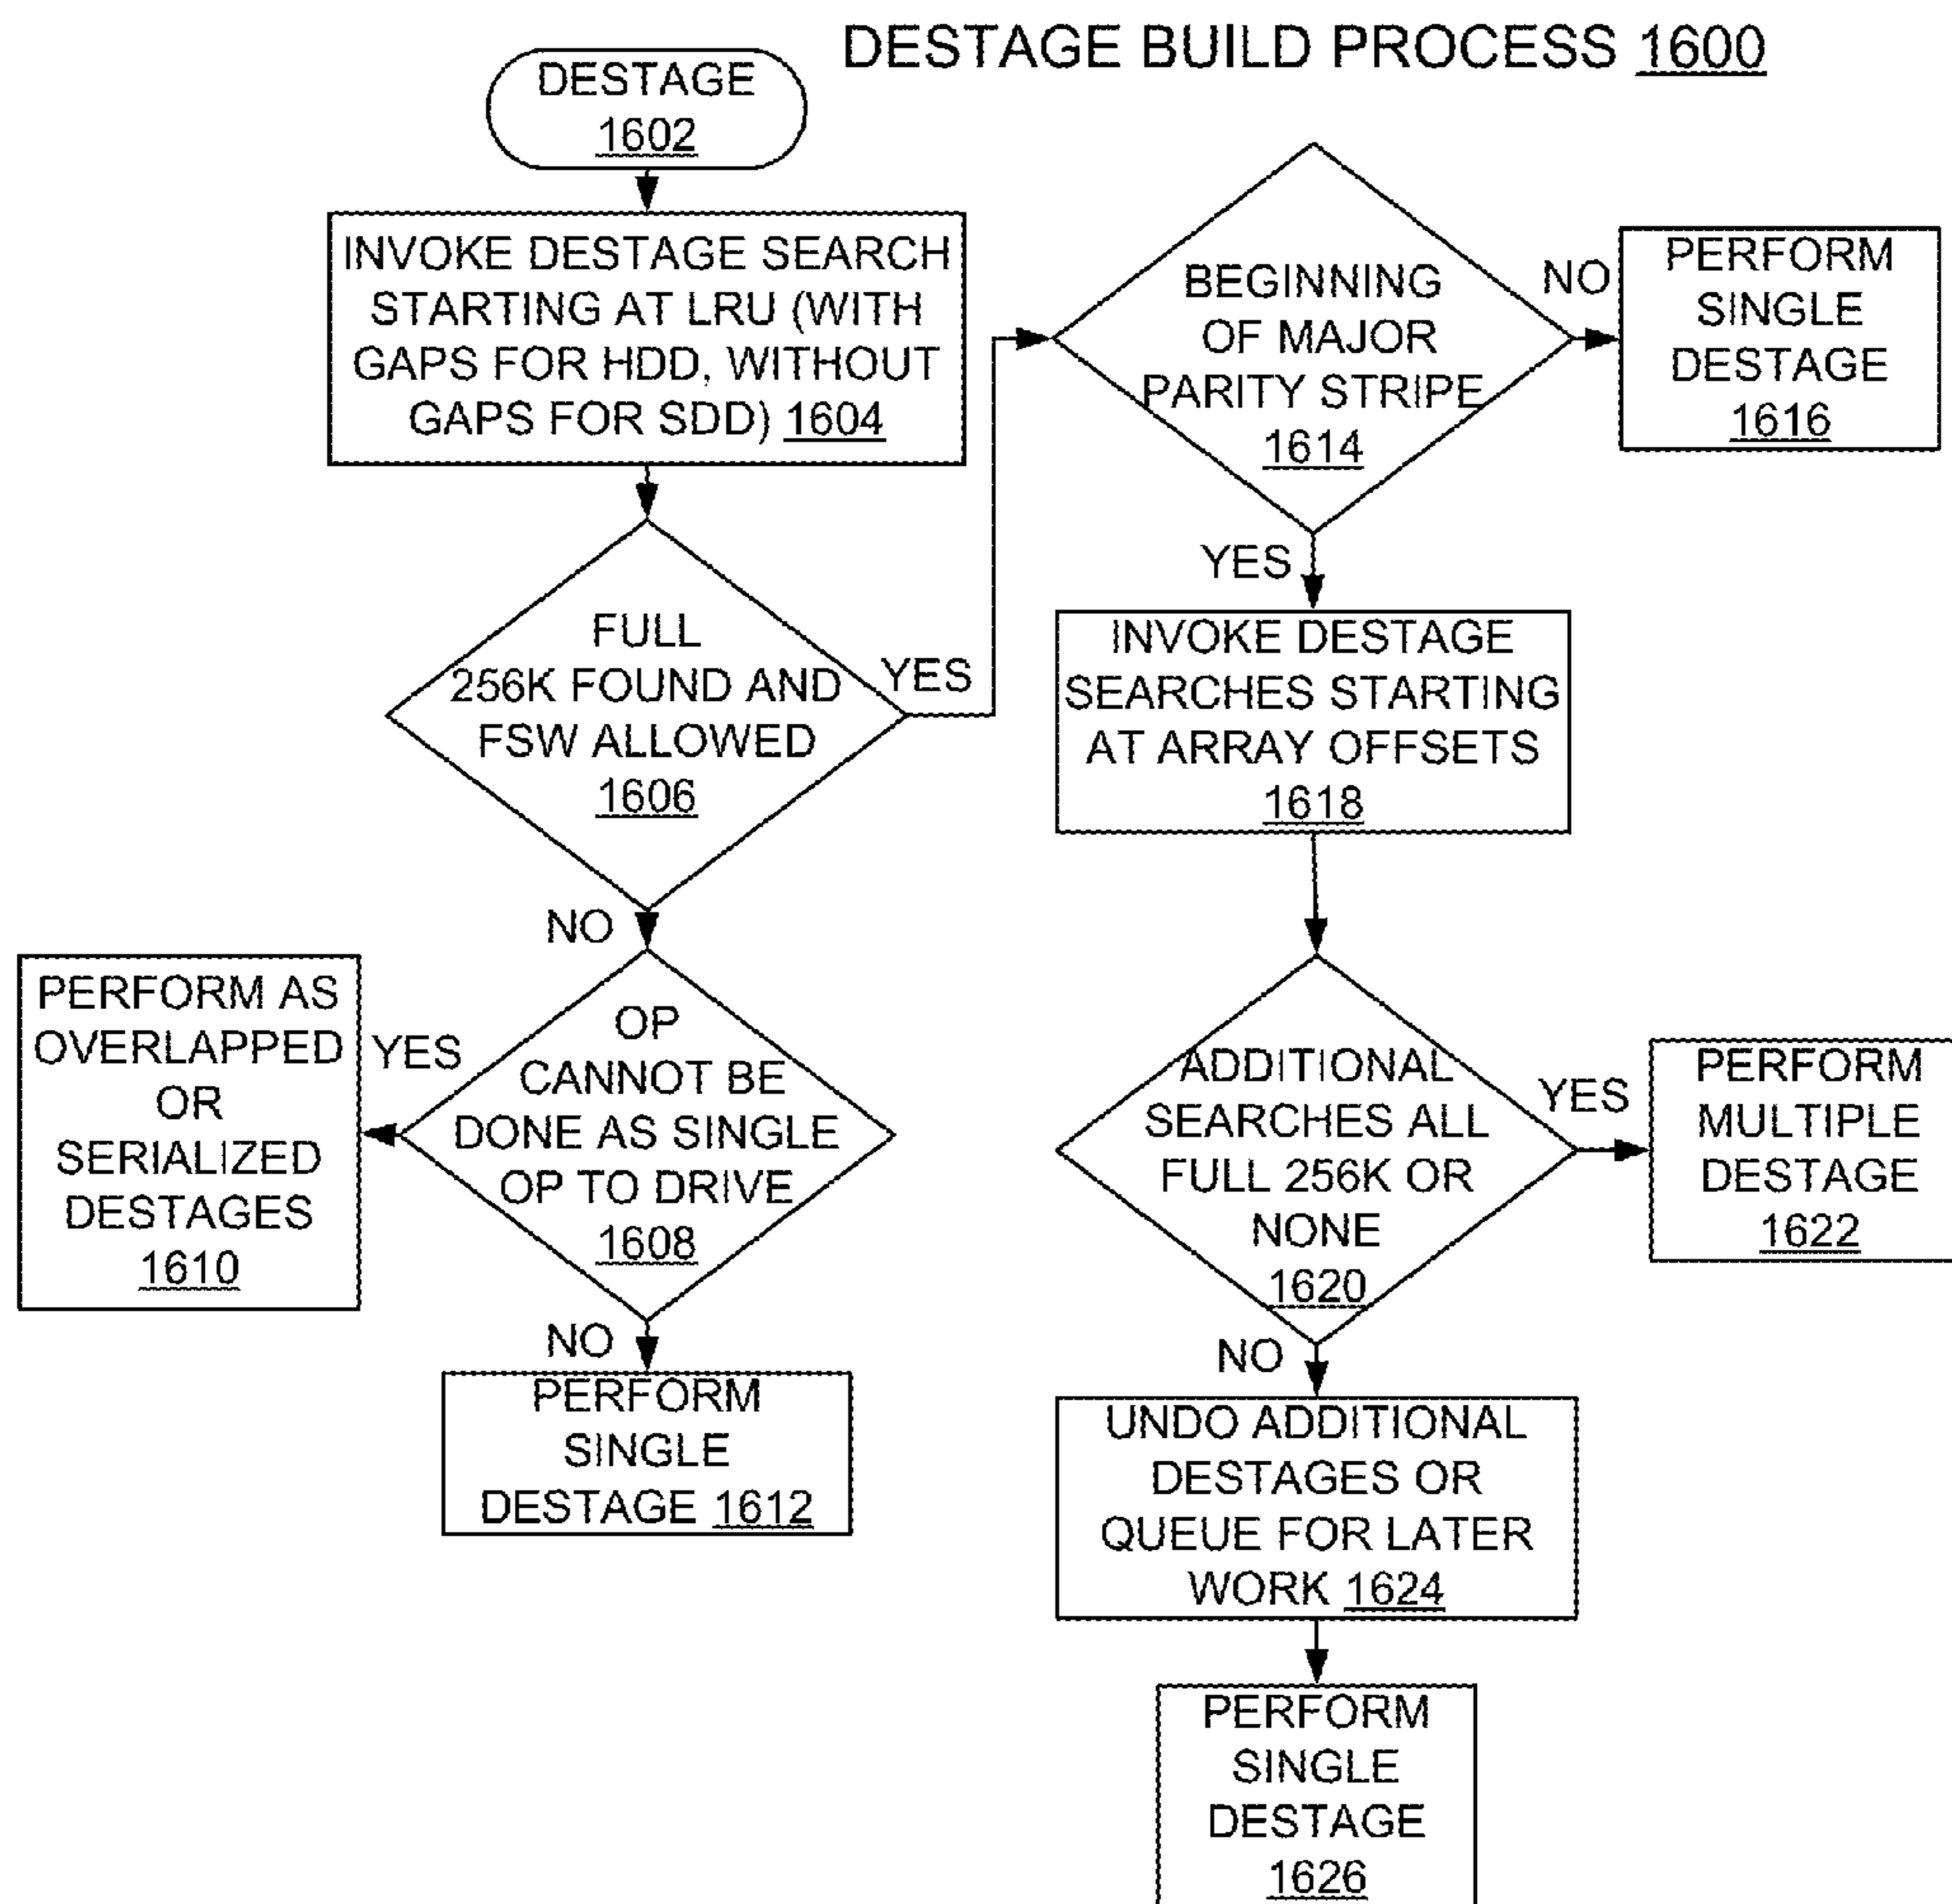 DESTAGE BUILD PROCESS 1600
DESTAGE
1602
INVOKE DESTAGE SEARCH
STARTING AT LRU (WITH
GAPS FOR HDD, WITHOUT
GAPS FOR SDD) 1604
FULL
256K FOUND AND
FSW ALLOWED
1606
YES
NO
OP
CANNOT BE
DONE AS SINGLE
OP TO DRIVE
1608
YES
PERFORM AS
OVERLAPPED
OR
SERIALIZED
DESTAGES
1610
NO
PERFORM
SINGLE
DESTAGE 1612
BEGINNING
OF MAJOR
PARITY STRIPE
1614
NO
PERFORM
SINGLE
DESTAGE
1616
YES
INVOKE DESTAGE
SEARCHES STARTING
AT ARRAY OFFSETS
1618
ADDITIONAL
SEARCHES ALL
FULL 256K OR
NONE
1620
YES
PERFORM
MULTIPLE
DESTAGE
1622
NO
UNDO ADDITIONAL
DESTAGES OR
QUEUE FOR LATER
WORK 1624
PERFORM
SINGLE
DESTAGE
1626